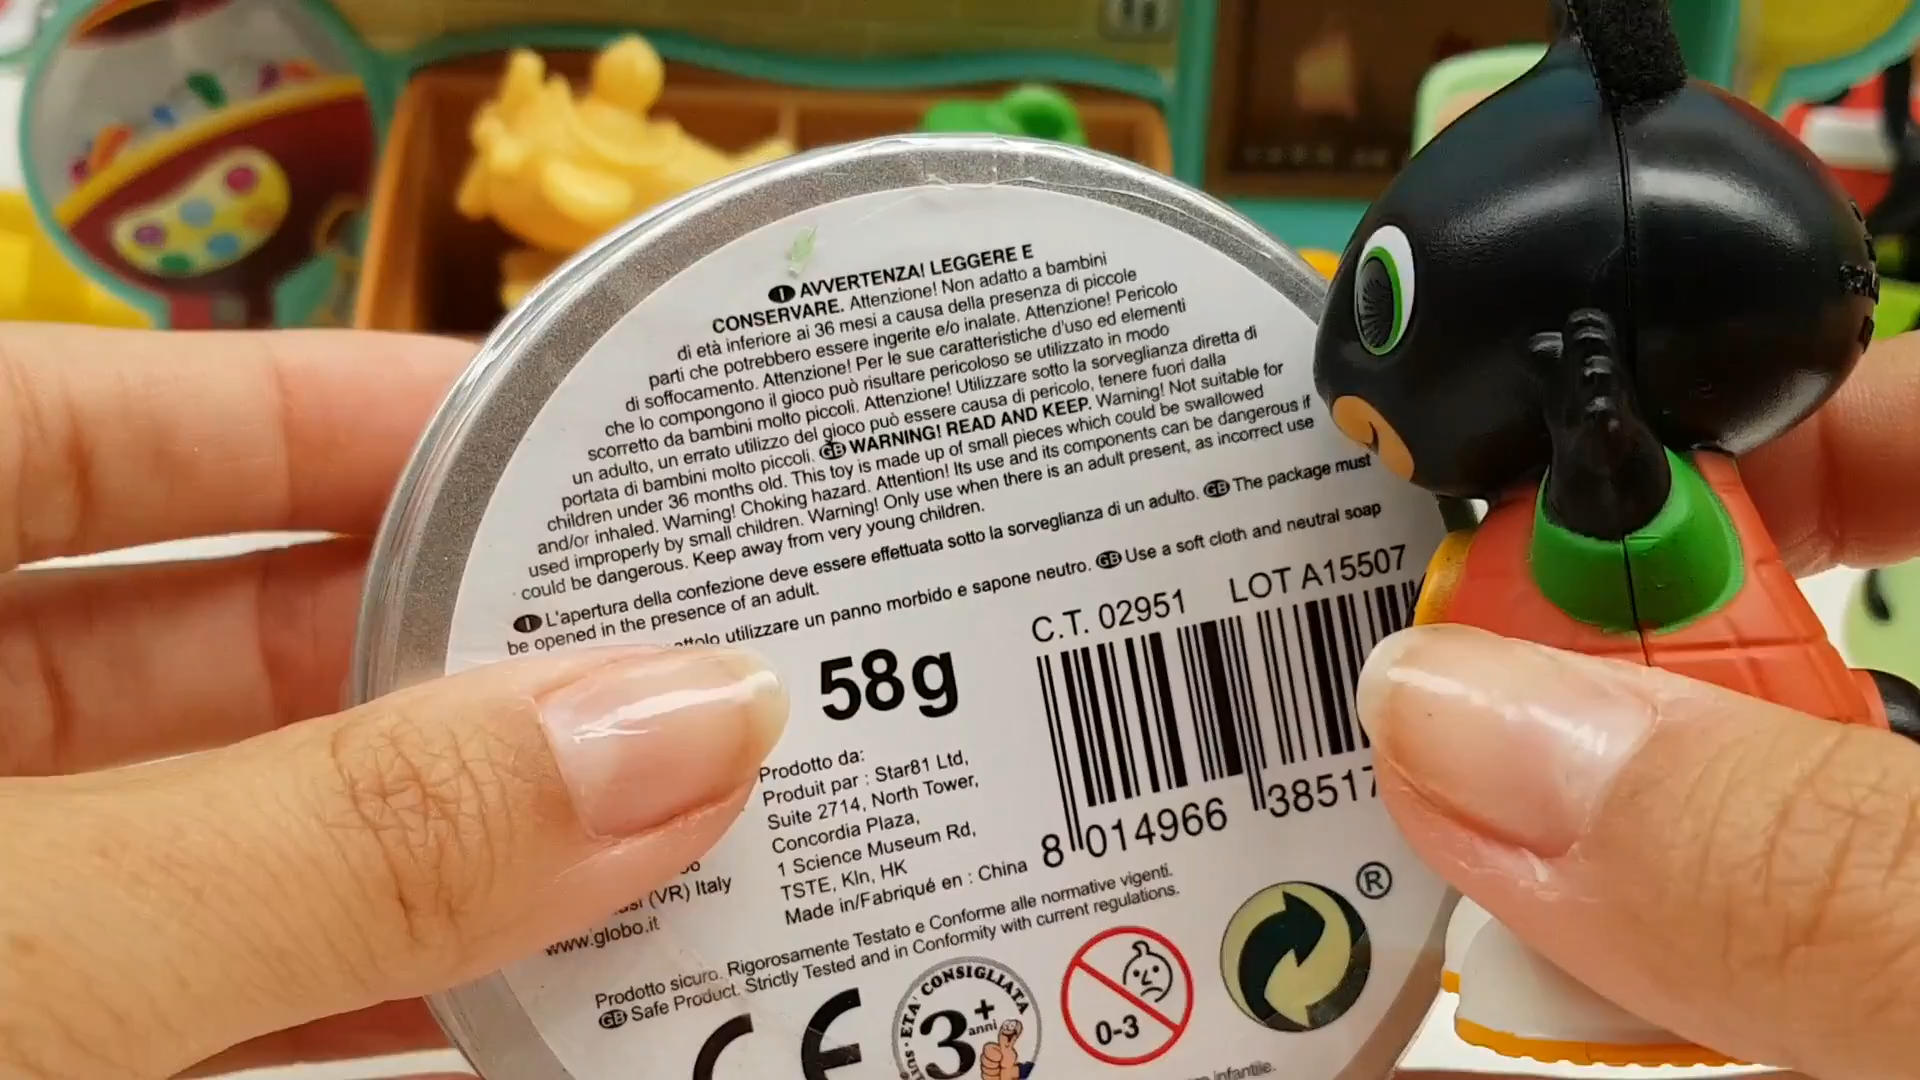 I AVVERTENZA! LEGGERE E
CONSERVARE. Attenzione! Non adatto a bambini
di età inferiore ai 36 mesi a causa della presenza di piccole
parti che potrebbero essere ingerite e/o inalate. Attenzione! Pericolo
di soffocamento. Attenzione! Per le sue caratteristiche d'uso ed elementi
che lo compongono il gioco può risultare pericoloso se utilizzato in modo
scorretto da bambini molto piccoli. Attenzione! Utilizzare sotto la sorveglianza diretta di
un adulto, un errato utilizzo del gioco può essere causa di pericolo, tenere fuori dalla
portata di bambini molto piccoli. GB WARNING! READ AND KEEP. Warning! Not suitable for
children under 36 months old. This toy is made up of small pieces which could be swallowed
and/or inhaled. Warning! Choking hazard. Attention! Its use and its components can be dangerous if
used improperly by small children. Warning! Only use when there is an adult present, as incorrect use
could be dangerous. Keep away from very young children.
I L'apertura della confezione deve essere effettuata sotto la sorveglianza di un adulto. GB The package must
be opened in the presence of an adult.
utilizzare un panno morbido e sapone neutro. GB Use a soft cloth and neutral soap
58g
C.T. 02951 LOT A15507
8 014966 38517
Prodotto da:
Produit par : Star81 Ltd,
Suite 2714, North Tower,
Concordia Plaza,
1 Science Museum Rd,
TSTE, Kln, HK
Made in/Fabriqué en : China
(VR) Italy
www.globo.it
Prodotto sicuro. Rigorosamente Testato e Conforme alle normative vigenti.
GB Safe Product. Strictly Tested and in Conformity with current regulations.
CE
ETA' CONSIGLIATA
3+
anni
0-3
®
infantile.